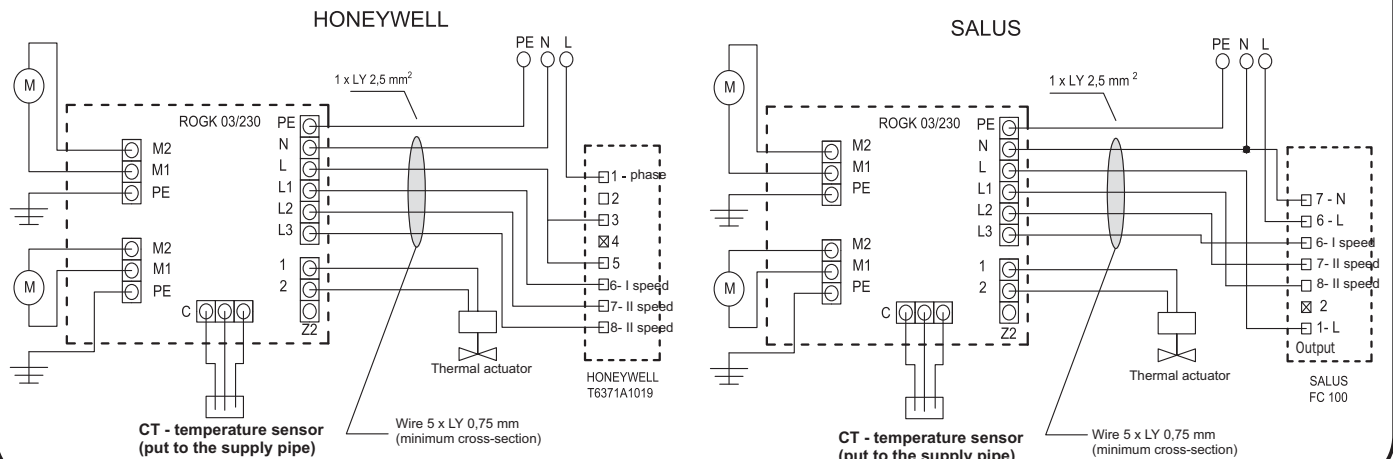 HONEYWELL
PE N L
1 x LY 2,5 mm²
M
ROGK 03/230
PE
N
L
L1
L2
L3
M2
M1
PE
M2
M1
PE
M
1
2
Z2
C
1 - phase
2
3
4
5
6- I speed
7- II speed
8- II speed
Thermal actuator
HONEYWELL
T6371A1019
CT - temperature sensor
(put to the supply pipe)
Wire 5 x LY 0,75 mm
(minimum cross-section)
SALUS
PE N L
1 x LY 2,5 mm²
M
ROGK 03/230
PE
N
L
L1
L2
L3
M2
M1
PE
M2
M1
PE
M
1
2
Z2
C
7 - N
6 - L
6- I speed
7- II speed
8- II speed
2
1- L
Output
Thermal actuator
SALUS
FC 100
CT - temperature sensor
(put to the supply pipe)
Wire 5 x LY 0,75 mm
(minimum cross-section)